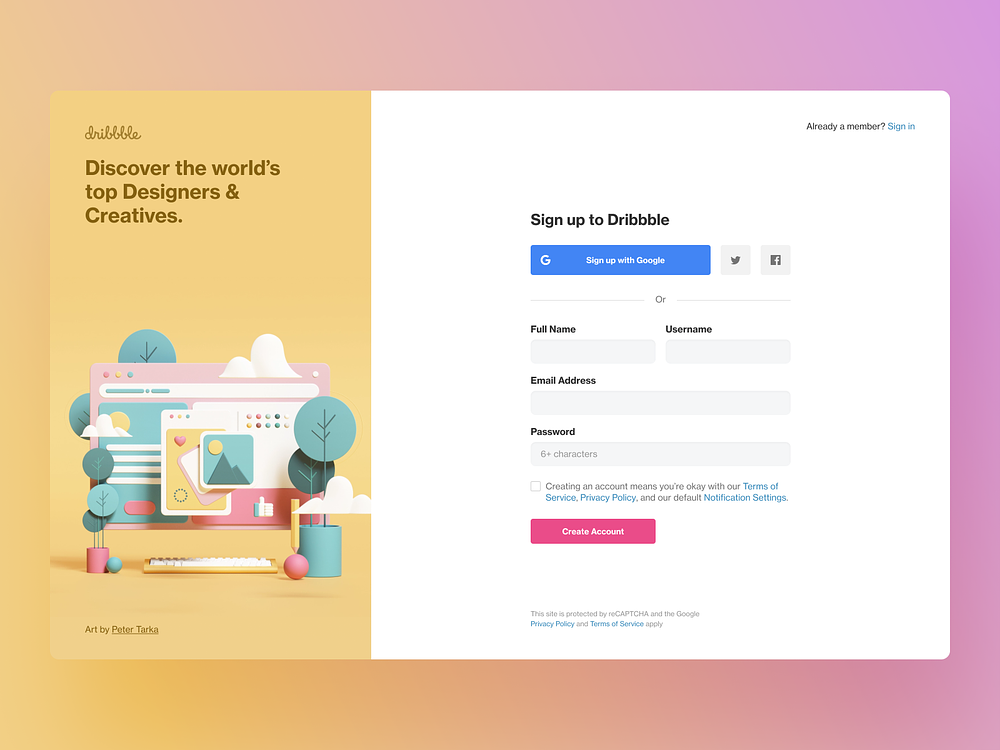 dribbble
Discover the world's
top Designers &
Creatives.
Art by Peter Tarka
Already a member? Sign in
Sign up to Dribbble
Sign up with Google
Or
Full Name
Username
Email Address
Password
6+ characters
Creating an account means you're okay with our Terms of
Service, Privacy Policy, and our default Notification Settings.
Create Account
This site is protected by reCAPTCHA and the Google
Privacy Policy and Terms of Service apply